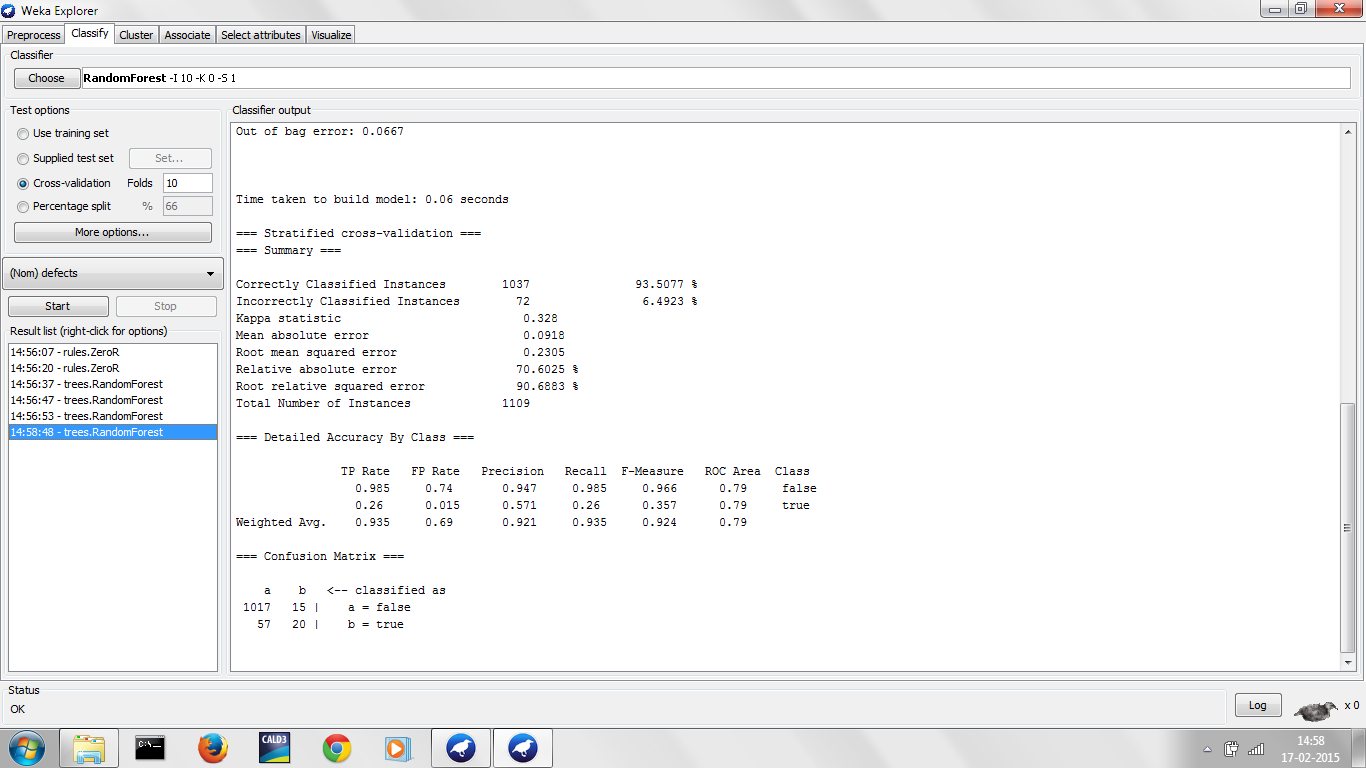 Weka Explorer
Preprocess Classify Cluster Associate Select attributes Visualize
Classifier
Choose RandomForest -I 10 -K 0 -S 1
Test options
Use training set
Supplied test set Set...
Cross-validation Folds 10
Percentage split % 66
More options...
(Nom) defects
Start Stop
Result list (right-click for options)
14:56:07 - rules.ZeroR
14:56:20 - rules.ZeroR
14:56:37 - trees.RandomForest
14:56:47 - trees.RandomForest
14:56:53 - trees.RandomForest
14:58:48 - trees.RandomForest
Classifier output
Out of bag error: 0.0667
Time taken to build model: 0.06 seconds
=== Stratified cross-validation ===
=== Summary ===
Correctly Classified Instances 1037 93.5077 %
Incorrectly Classified Instances 72 6.4923 %
Kappa statistic 0.328
Mean absolute error 0.0918
Root mean squared error 0.2305
Relative absolute error 70.6025 %
Root relative squared error 90.6883 %
Total Number of Instances 1109
=== Detailed Accuracy By Class ===
TP Rate FP Rate Precision Recall F-Measure ROC Area Class
0.985 0.74 0.947 0.985 0.966 0.79 false
0.26 0.015 0.571 0.26 0.357 0.79 true
Weighted Avg. 0.935 0.69 0.921 0.935 0.924 0.79
=== Confusion Matrix ===
a b <-- classified as
1017 15 | a = false
57 20 | b = true
Status
OK
Log x 0
C:\_
CALD3
14:58
17-02-2015